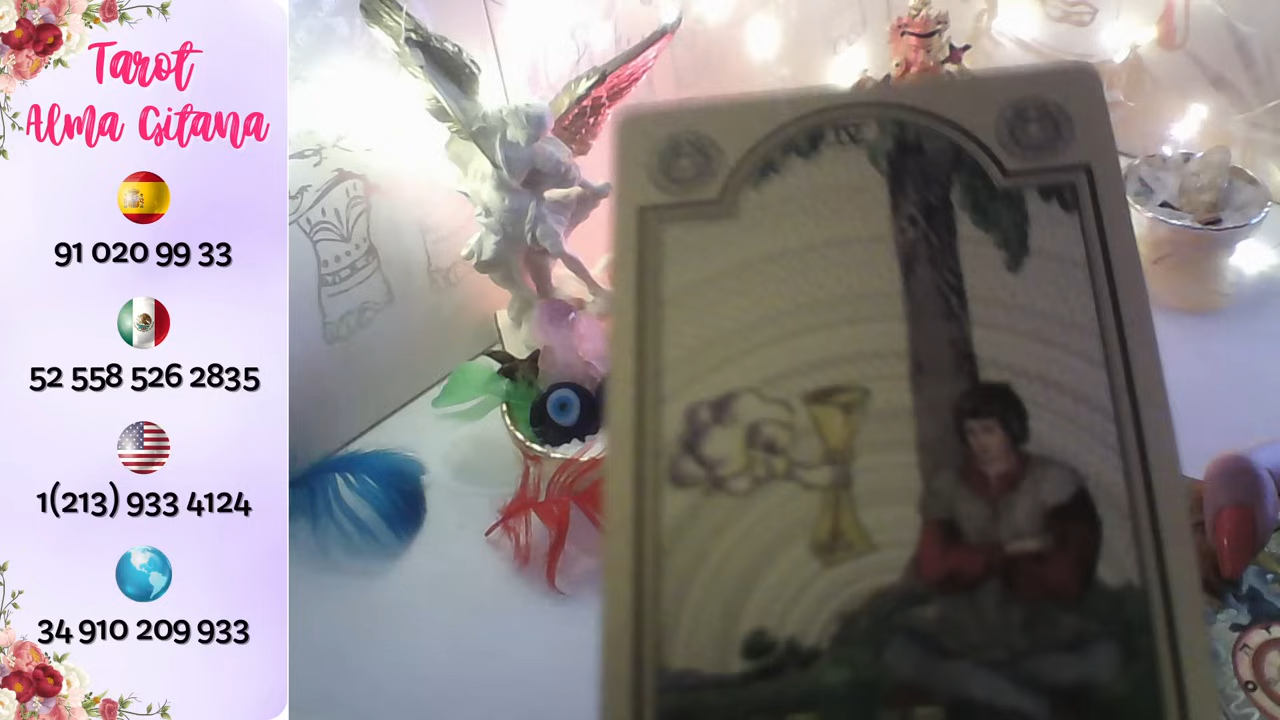 Tarot
Alma Gitana
91 020 99 33
52 558 526 2835
1(213) 933 4124
34 910 209 933
IV